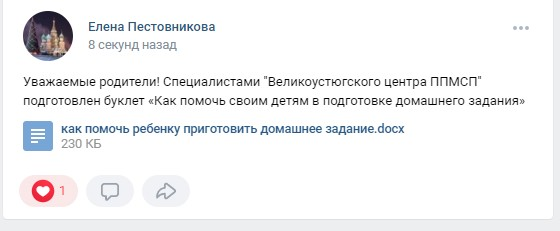 Елена Пестовникова
8 секунд назад
Уважаемые родители! Специалистами "Великоустюгского центра ППМСП"
подготовлен буклет «Как помочь своим детям в подготовке домашнего задания»
как помочь ребенку приготовить домашнее задание.docx
230 КБ
1